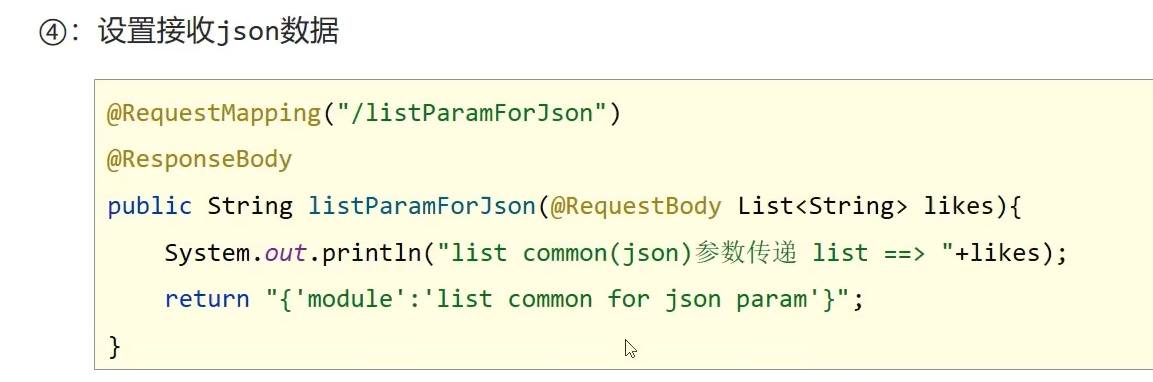 ④：设置接收json数据
@RequestMapping("/listParamForJson")
@ResponseBody
public String listParamForJson(@RequestBody List<String> likes){
    System.out.println("list common(json)参数传递 list ==> "+likes);
    return "{'module':'list common for json param'}";
}